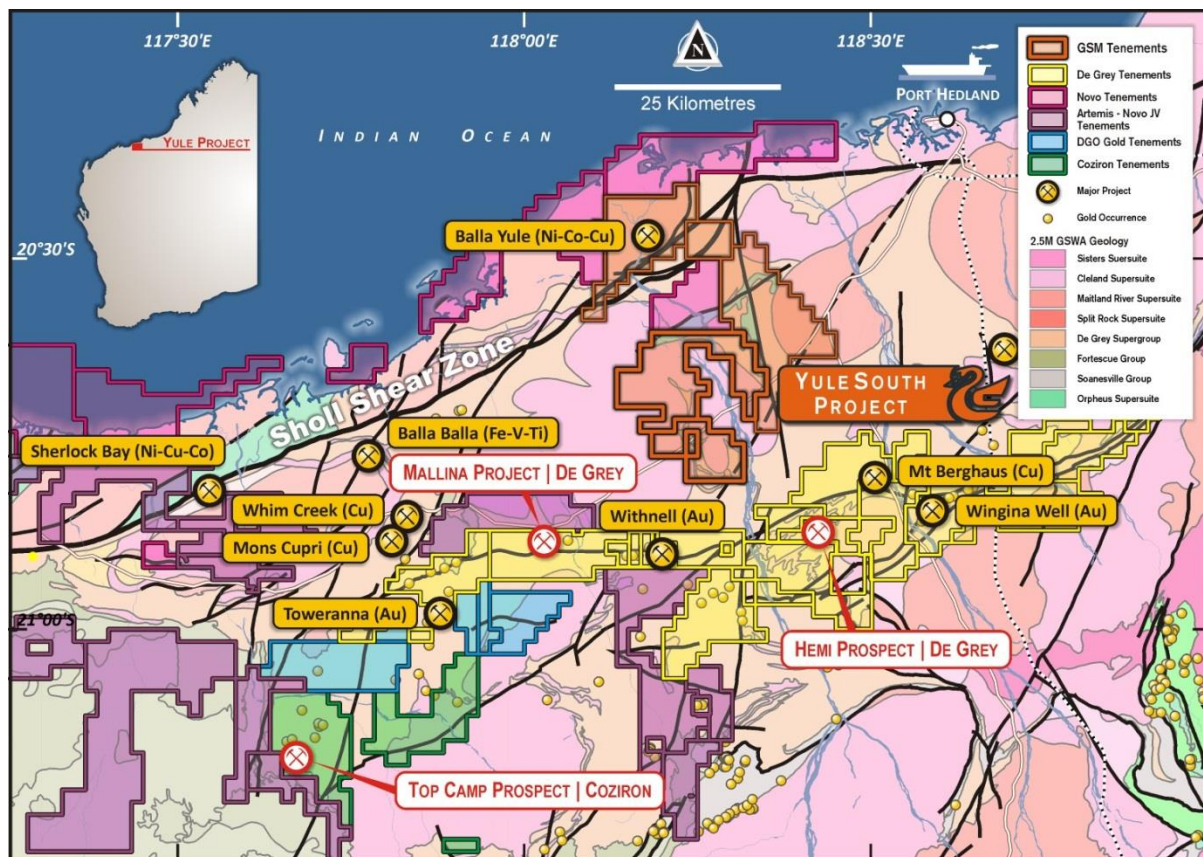 117°30'E
118°00'E
118°30'E
N
25 Kilometres
PORT HEDLAND
INDIAN OCEAN
YULE PROJECT
20°30'S
21°00'S
Balla Yule (Ni-Co-Cu)
Sholl Shear Zone
YULE SOUTH
PROJECT
Sherlock Bay (Ni-Cu-Co)
Balla Balla (Fe-V-Ti)
MALLINA PROJECT | DE GREY
Whim Creek (Cu)
Mons Cupri (Cu)
Withnell (Au)
Mt Berghaus (Cu)
Wingina Well (Au)
Toweranna (Au)
HEMI PROSPECT | DE GREY
TOP CAMP PROSPECT | COZIRON
GSM Tenements
De Grey Tenements
Novo Tenements
Artemis - Novo JV
Tenements
DGO Gold Tenements
Coziron Tenements
Major Project
Gold Occurrence
2.5M GSWA Geology
Sisters Suersuite
Cleland Supersuite
Maitland River Supersuite
Split Rock Supersuite
De Grey Supergroup
Fortescue Group
Soanesville Group
Orpheus Supersuite